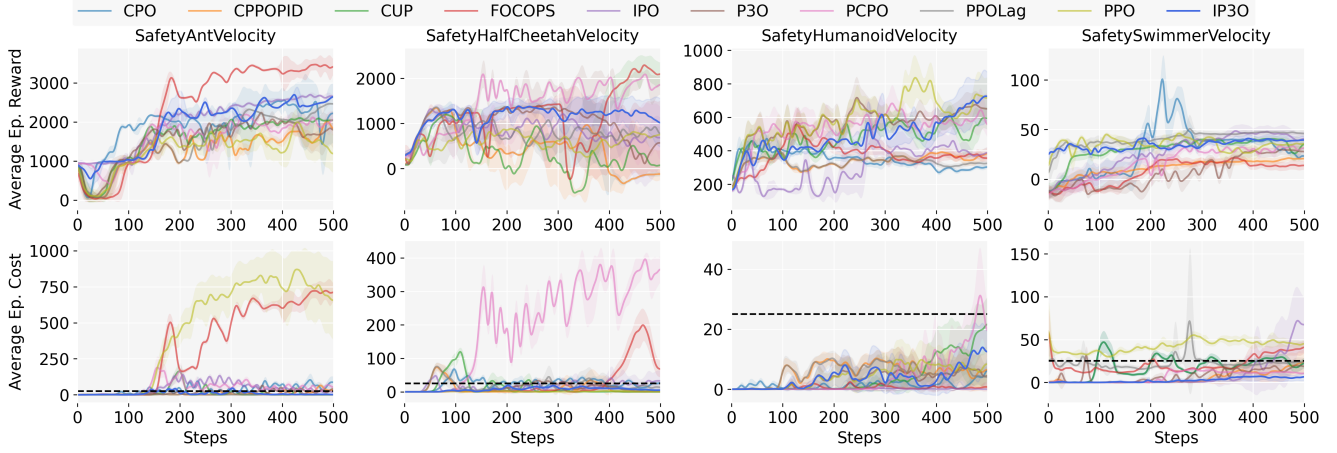 CPO CPPOPID CUP FOCOPS IPO P3O PCPO PPOLag PPO IP3O
SafetyAntVelocity SafetyHalfCheetahVelocity SafetyHumanoidVelocity SafetySwimmerVelocity
Average Ep. Reward
3000
2000
1000
0
0 100 200 300 400 500
2000
1000
0
0 100 200 300 400 500
1000
800
600
400
200
0 100 200 300 400 500
100
50
0
0 100 200 300 400 500
Average Ep. Cost
1000
750
500
250
0
0 100 200 300 400 500
Steps
400
300
200
100
0
0 100 200 300 400 500
Steps
40
20
0
0 100 200 300 400 500
Steps
150
100
50
0
0 100 200 300 400 500
Steps